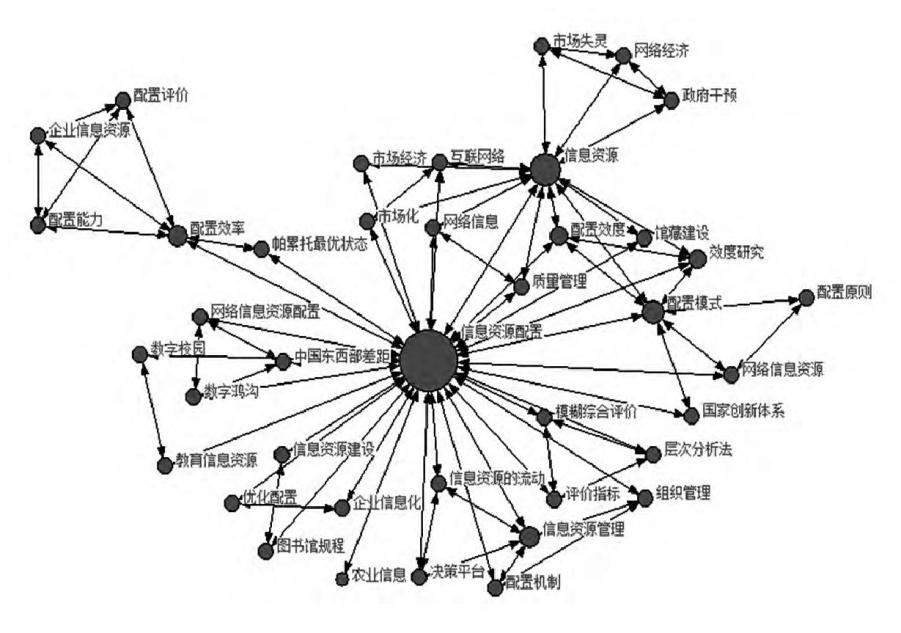 市场失灵
网络经济
政府干预
配置评价
企业信息资源
配置能力
配置效率
帕累托最优状态
市场经济
互联网络
信息资源
市场化
网络信息
配置效度
馆藏建设
效度研究
质量管理
配置模式
配置原则
网络信息资源配置
信息资源配置
数字校园
中国东西部差距
网络信息资源
数字鸿沟
模糊综合评价
国家创新体系
教育信息资源
信息资源建设
层次分析法
信息资源的流动
优化配置
企业信息化
评价指标
组织管理
信息资源管理
图书馆规程
农业信息
决策平台
配置机制